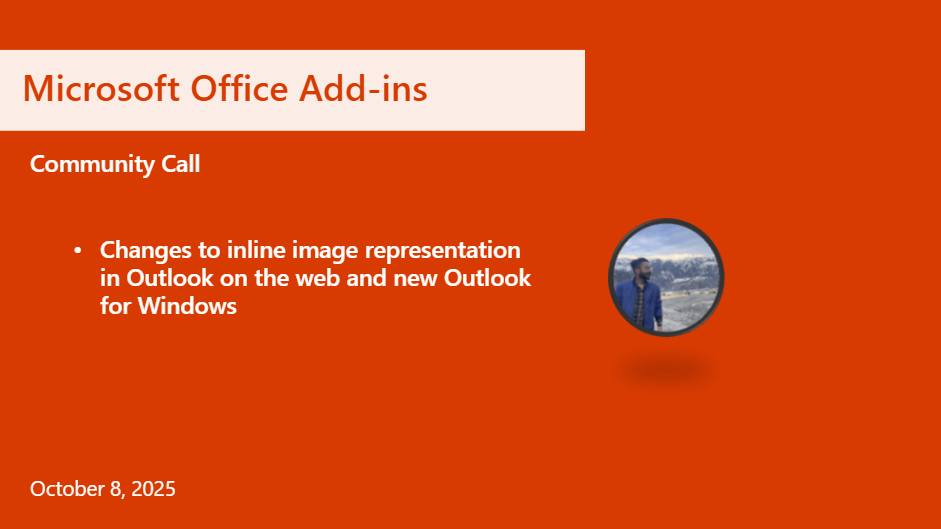 Microsoft Office Add-ins
Community Call
• Changes to inline image representation
in Outlook on the web and new Outlook
for Windows
October 8, 2025